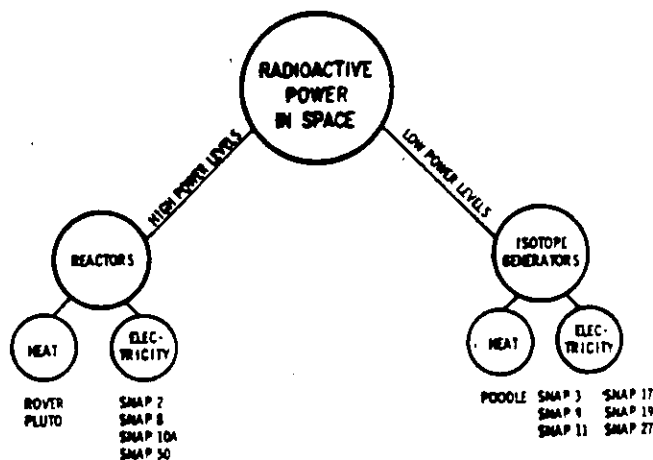 RADIOACTIVE
POWER
IN SPACE
HIGH POWER LEVELS
LOW POWER LEVELS
REACTORS
ISOTOPE
GENERATORS
HEAT
ELEC-
TRICITY
HEAT
ELEC-
TRICITY
ROVER
PLUTO
SNAP 2
SNAP 8
SNAP 10A
SNAP 50
POODLE
SNAP 3
SNAP 9
SNAP 11
SNAP 17
SNAP 19
SNAP 27